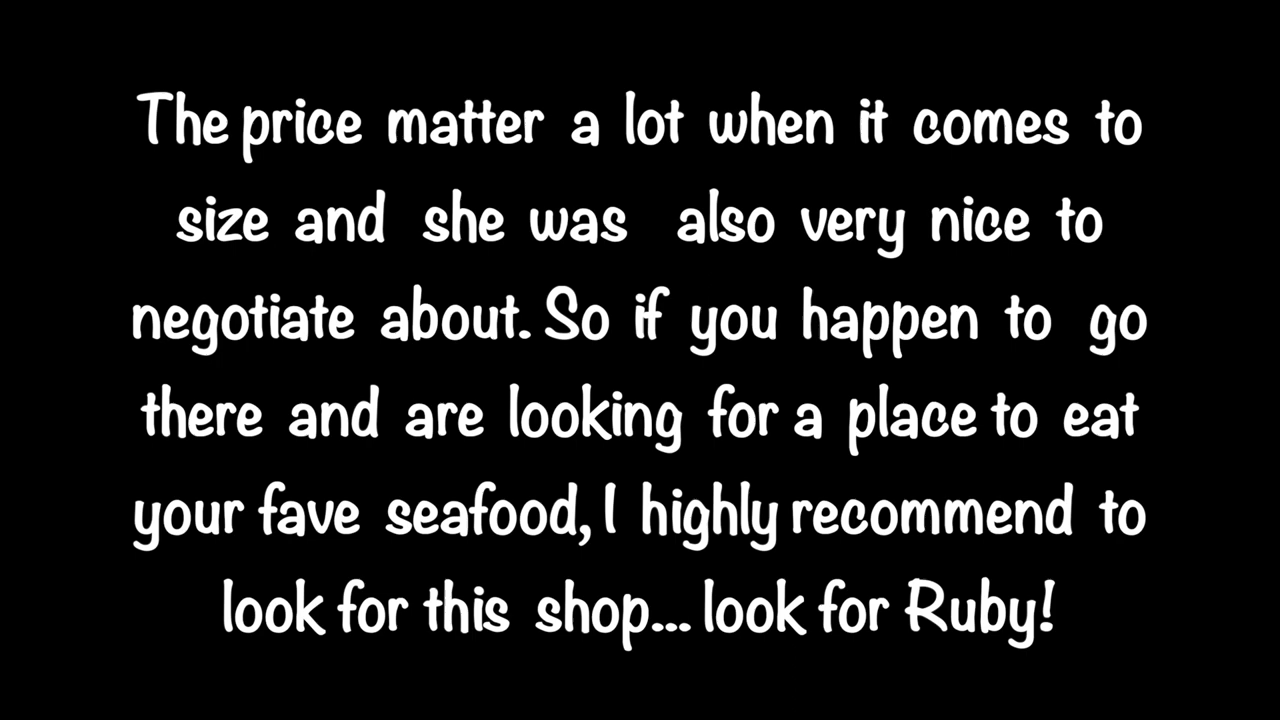 The price matter a lot when it comes to
size and she was also very nice to
negotiate about. So if you happen to go
there and are looking for a place to eat
your fave seafood, I highly recommend to
look for this shop... look for Ruby!